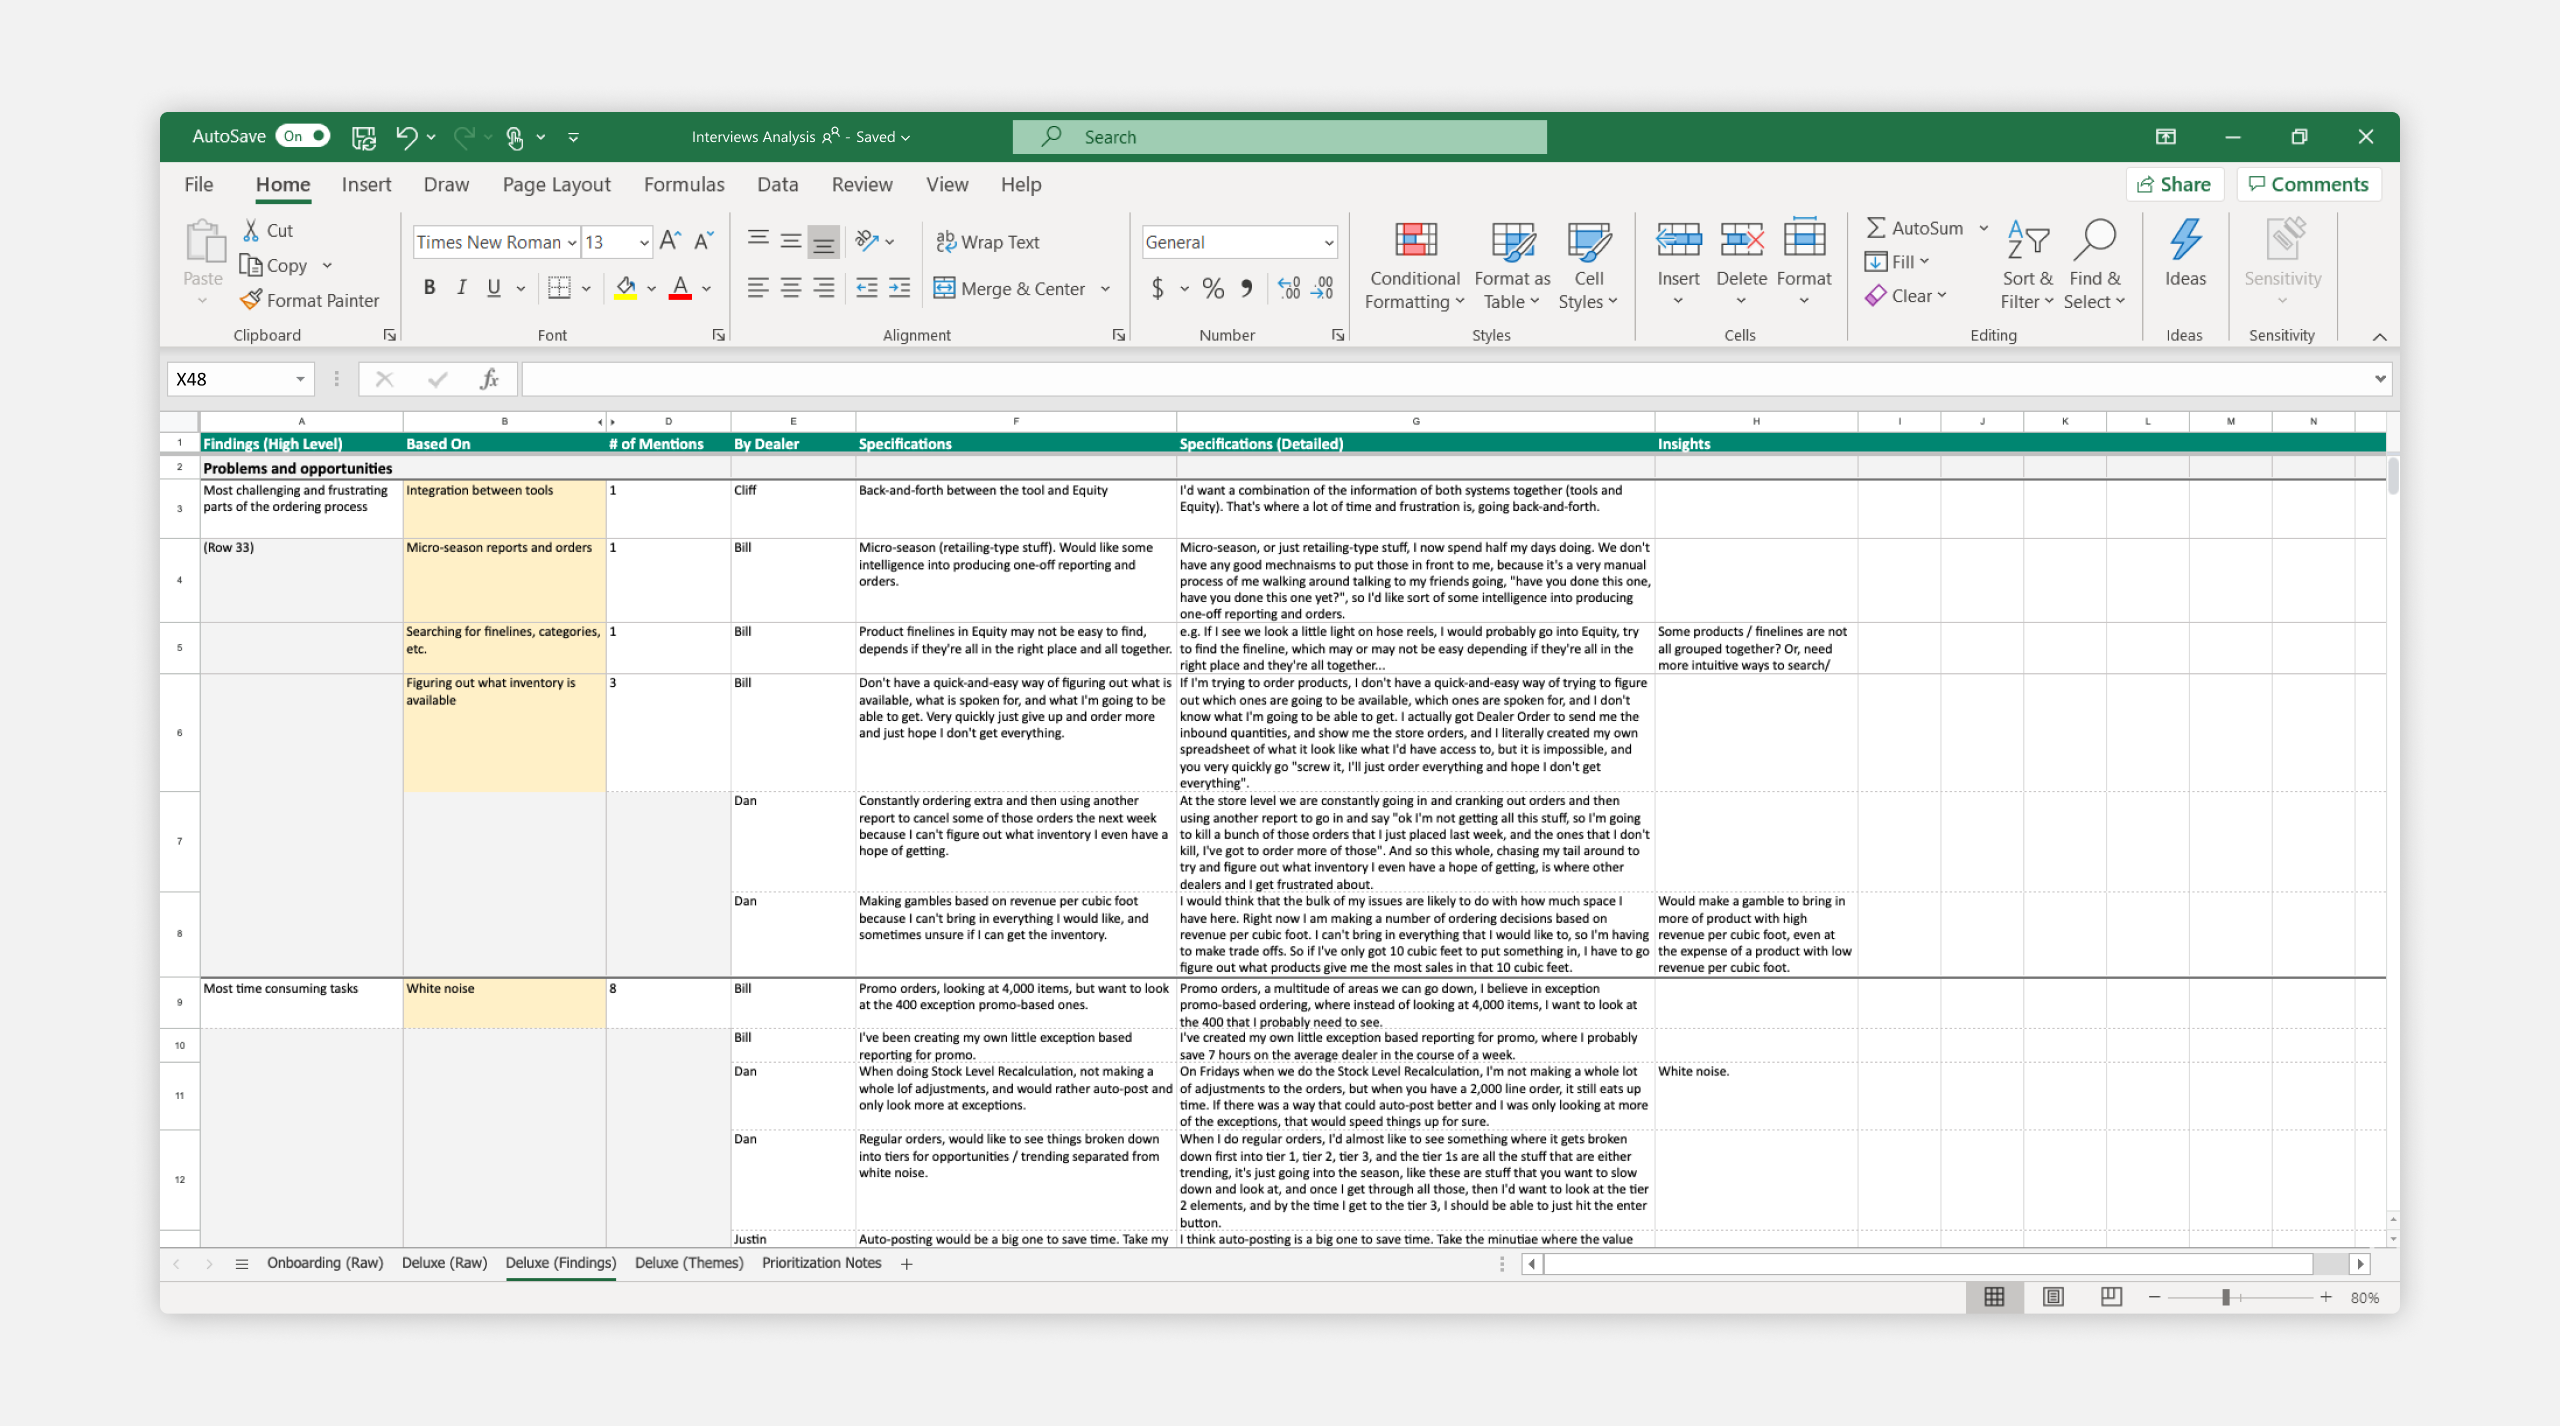 AutoSave On Interviews Analysis - Saved Search
File Home Insert Draw Page Layout Formulas Data Review View Help Share Comments
Paste
Cut
Copy
Format Painter
Clipboard
Times New Roman 13
B I U
Font
Wrap Text
Merge & Center
Alignment
General
$ % ,
Number
Conditional Formatting
Format as Table
Cell Styles
Styles
Insert Delete Format
Cells
AutoSum
Fill
Clear
Sort & Filter
Find & Select
Editing
Ideas
Ideas
Sensitivity
Sensitivity
X48 fx
A B D E F G H I J K L M N
1 Findings (High Level) Based On # of Mentions By Dealer Specifications Specifications (Detailed) Insights
2 Problems and opportunities
3
Most challenging and frustrating
parts of the ordering process
Integration between tools
1
Cliff
Back-and-forth between the tool and Equity
I'd want a combination of the information of both systems together (tools and
Equity). That's where a lot of time and frustration is, going back-and-forth.
4
(Row 33)
Micro-season reports and orders
1
Bill
Micro-season (retailing-type stuff). Would like some
intelligence into producing one-off reporting and
orders.
Micro-season, or just retailing-type stuff, I now spend half my days doing. We don't
have any good mechnaisms to put those in front to me, because it's a very manual
process of me walking around talking to my friends going, "have you done this one,
have you done this one yet?", so I'd like sort of some intelligence into producing
one-off reporting and orders.
5
Searching for finelines, categories,
etc.
1
Bill
Product finelines in Equity may not be easy to find,
depends if they're all in the right place and all together.
e.g. If I see we look a little light on hose reels, I would probably go into Equity, try
to find the fineline, which may or may not be easy depending if they're all in the
right place and they're all together...
Some products / finelines are not
all grouped together? Or, need
more intuitive ways to search/
6
Figuring out what inventory is
available
3
Bill
Don't have a quick-and-easy way of figuring out what is
available, what is spoken for, and what I'm going to be
able to get. Very quickly just give up and order more
and just hope I don't get everything.
If I'm trying to order products, I don't have a quick-and-easy way of trying to figure
out which ones are going to be available, which ones are spoken for, and I don't
know what I'm going to be able to get. I actually got Dealer Order to send me the
inbound quantities, and show me the store orders, and I literally created my own
spreadsheet of what it look like what I'd have access to, but it is impossible, and
you very quickly go "screw it, I'll just order everything and hope I don't get
everything".
7
Dan
Constantly ordering extra and then using another
report to cancel some of those orders the next week
because I can't figure out what inventory I even have a
hope of getting.
At the store level we are constantly going in and cranking out orders and then
using another report to go in and say "ok I'm not getting all this stuff, so I'm going
to kill a bunch of those orders that I just placed last week, and the ones that I don't
kill, I've got to order more of those". And so this whole, chasing my tail around to
try and figure out what inventory I even have a hope of getting, is where other
dealers and I get frustrated about.
8
Dan
Making gambles based on revenue per cubic foot
because I can't bring in everything I would like, and
sometimes unsure if I can get the inventory.
I would think that the bulk of my issues are likely to do with how much space I
have here. Right now I am making a number of ordering decisions based on
revenue per cubic foot. I can't bring in everything that I would like to, so I'm having
to make trade offs. So if I've only got 10 cubic feet to put something in, I have to go
figure out what products give me the most sales in that 10 cubic feet.
Would make a gamble to bring in
more of product with high
revenue per cubic foot, even at
the expense of a product with low
revenue per cubic foot.
9
Most time consuming tasks
White noise
8
Bill
Promo orders, looking at 4,000 items, but want to look
at the 400 exception promo-based ones.
Promo orders, a multitude of areas we can go down, I believe in exception
promo-based ordering, where instead of looking at 4,000 items, I want to look at
the 400 that I probably need to see.
10
Bill
I've been creating my own little exception based
reporting for promo.
I've created my own little exception based reporting for promo, where I probably
save 7 hours on the average dealer in the course of a week.
11
Dan
When doing Stock Level Recalculation, not making a
whole lof adjustments, and would rather auto-post and
only look more at exceptions.
On Fridays when we do the Stock Level Recalculation, I'm not making a whole lot
of adjustments to the orders, but when you have a 2,000 line order, it still eats up
time. If there was a way that could auto-post better and I was only looking at more
of the exceptions, that would speed things up for sure.
White noise.
12
Dan
Regular orders, would like to see things broken down
into tiers for opportunities / trending separated from
white noise.
When I do regular orders, I'd almost like to see something where it gets broken
down first into tier 1, tier 2, tier 3, and the tier 1s are all the stuff that are either
trending, it's just going into the season, like these are stuff that you want to slow
down and look at, and once I get through all those, then I'd want to look at the tier
2 elements, and by the time I get to the tier 3, I should be able to just hit the enter
button.
Justin
Auto-posting would be a big one to save time. Take my
I think auto-posting is a big one to save time. Take the minutiae where the value
Onboarding (Raw) Deluxe (Raw) Deluxe (Findings) Deluxe (Themes) Prioritization Notes +
80%